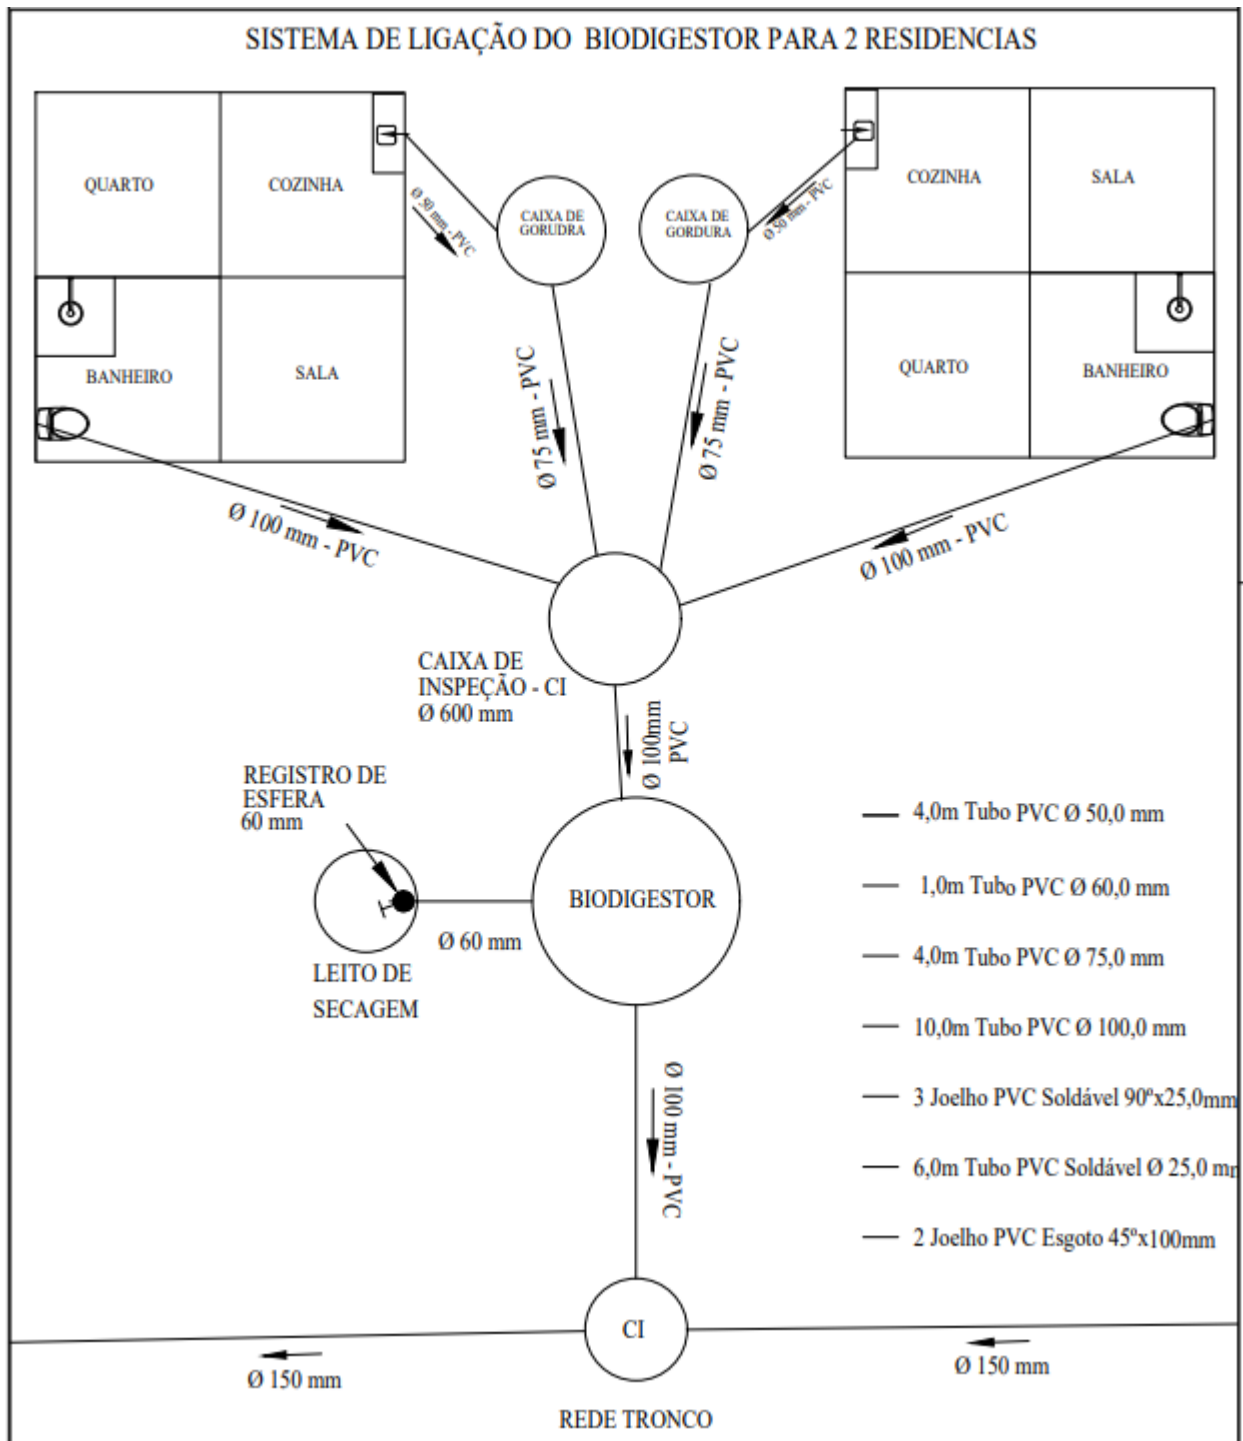 SISTEMA DE LIGAÇÃO DO BIODIGESTOR PARA 2 RESIDENCIAS
QUARTO
COZINHA
BANHEIRO
SALA
Ø 50 mm - PVC
CAIXA DE
GORUDRA
CAIXA DE
GORDURA
Ø 50 mm - PVC
COZINHA
SALA
QUARTO
BANHEIRO
Ø 75 mm - PVC
Ø 75 mm - PVC
Ø 100 mm - PVC
Ø 100 mm - PVC
CAIXA DE
INSPEÇÃO - CI
Ø 600 mm
Ø 100mm
PVC
REGISTRO DE
ESFERA
60 mm
BIODIGESTOR
Ø 60 mm
LEITO DE
SECAGEM
Ø 100 mm - PVC
4,0m Tubo PVC Ø 50,0 mm
1,0m Tubo PVC Ø 60,0 mm
4,0m Tubo PVC Ø 75,0 mm
10,0m Tubo PVC Ø 100,0 mm
3 Joelho PVC Soldável 90ºx25,0mm
6,0m Tubo PVC Soldável Ø 25,0 mm
2 Joelho PVC Esgoto 45ºx100mm
CI
Ø 150 mm
Ø 150 mm
REDE TRONCO